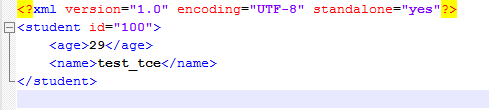 <?xml version="1.0" encoding="UTF-8" standalone="yes"?>
<student id="100">
<age>29</age>
<name>test_tce</name>
</student>